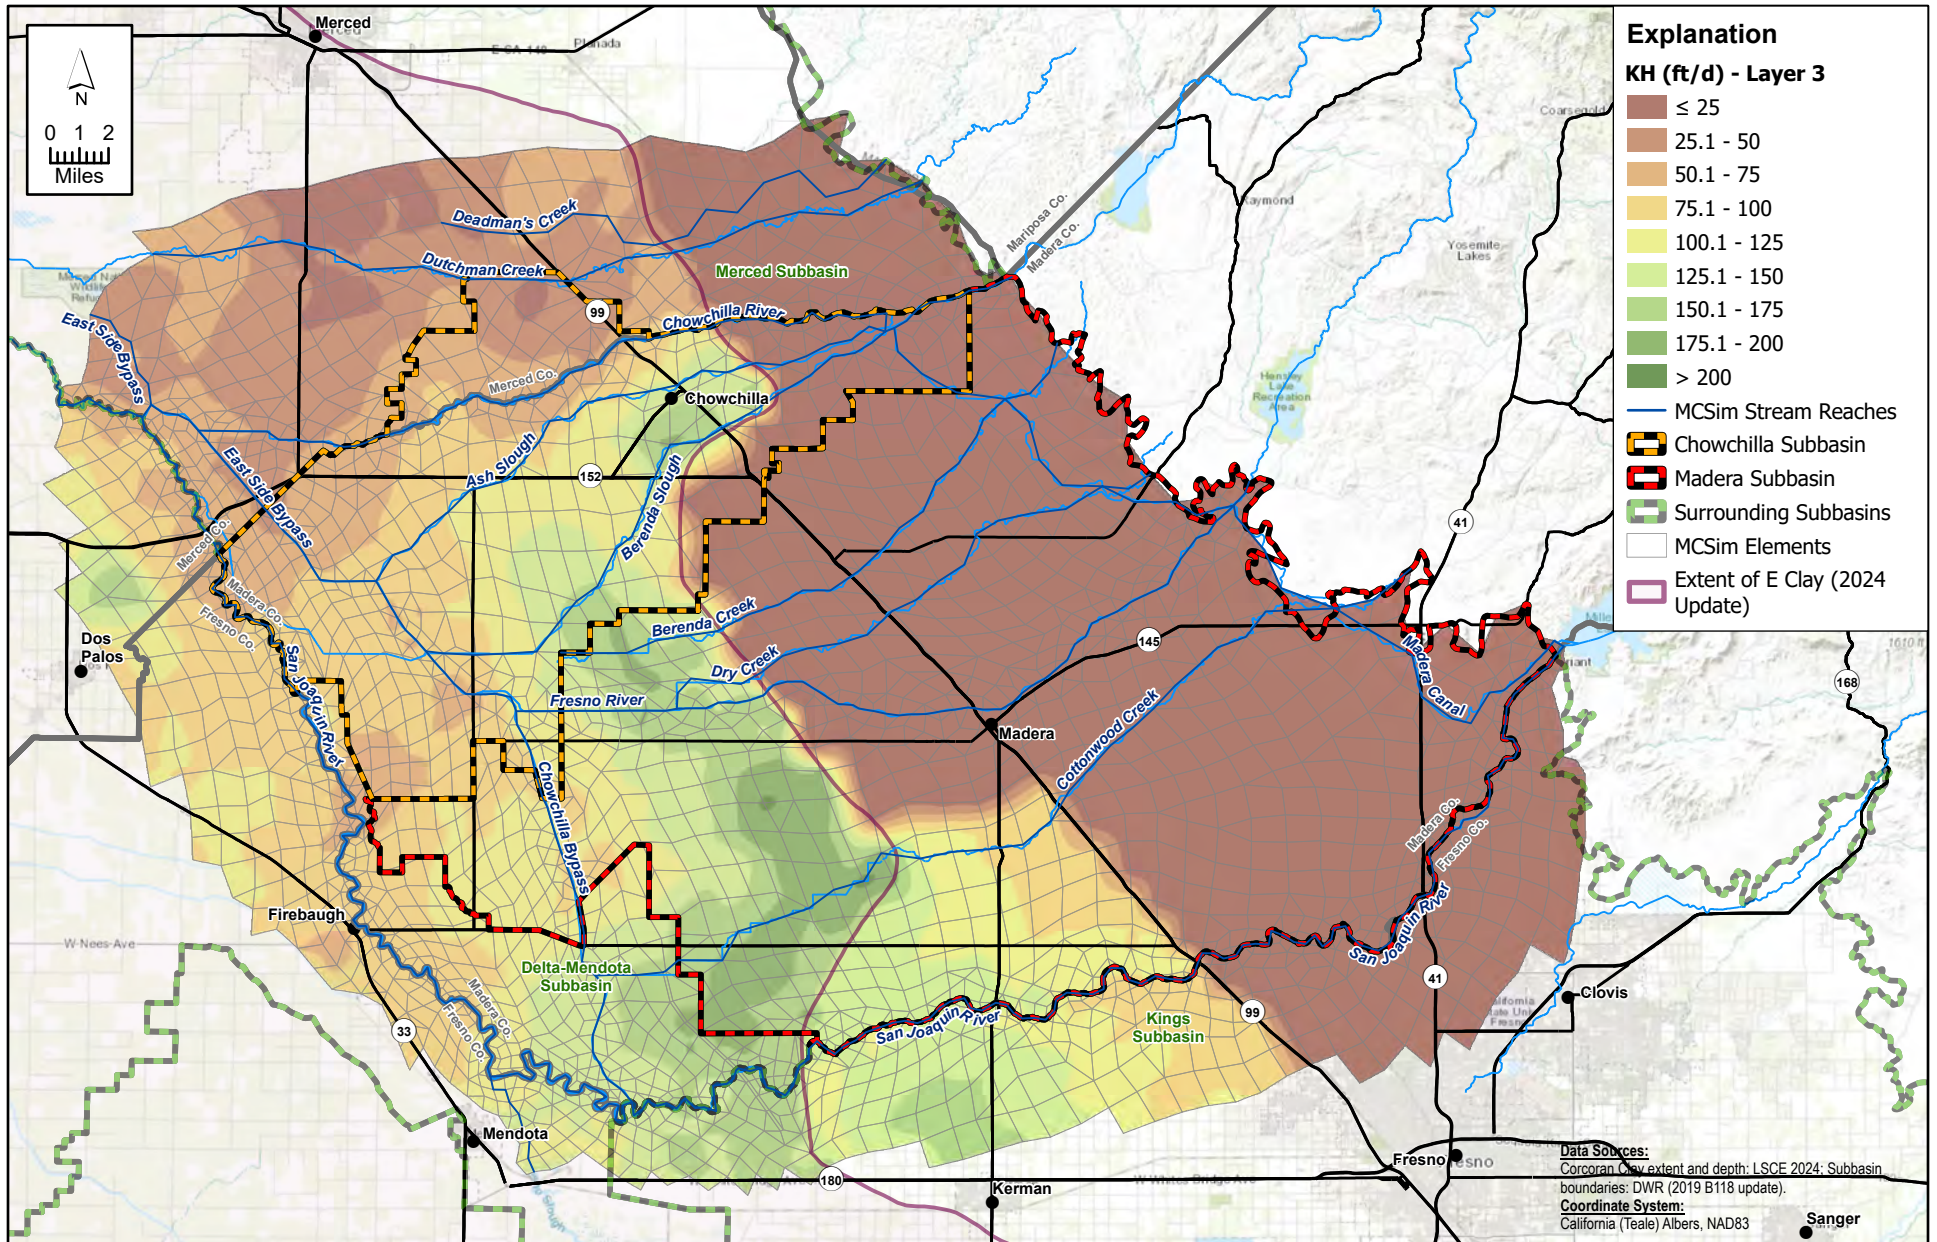 Merced
Planada
N
0 1 2
Miles
Explanation
KH (ft/d) - Layer 3
≤ 25
25.1 - 50
50.1 - 75
75.1 - 100
100.1 - 125
125.1 - 150
150.1 - 175
175.1 - 200
> 200
MCSim Stream Reaches
Chowchilla Subbasin
Madera Subbasin
Surrounding Subbasins
MCSim Elements
Extent of E Clay (2024
Update)
Coarsegold
Raymond
Yosemite
Lakes
Mariposa Co.
Madera Co.
Deadman's Creek
Dutchman Creek
Merced Subbasin
99
Chowchilla River
East Side Bypass
Merced Co.
Chowchilla
Hensley
Lake
Recreation
Area
Ash Slough
152
Berenda Slough
East Side Bypass
41
Merced Co.
Madera Co.
Fresno Co.
Berenda Creek
145
Dos
Palos
Dry Creek
San Joaquin River
Fresno River
Madera Canal
168
Madera
Cottonwood Creek
Chowchilla Bypass
Madera Co.
Fresno Co.
Firebaugh
W Nees Ave
Delta-Mendota
Subbasin
San Joaquin River
41
Clovis
Madera Co.
Fresno Co.
33
San Joaquin River
Kings
Subbasin
99
Mendota
Fresno
180
Kerman
Data Sources:
Corcoran Clay extent and depth: LSCE 2024; Subbasin
boundaries: DWR (2019 B118 update).
Coordinate System:
California (Teale) Albers, NAD83
Sanger